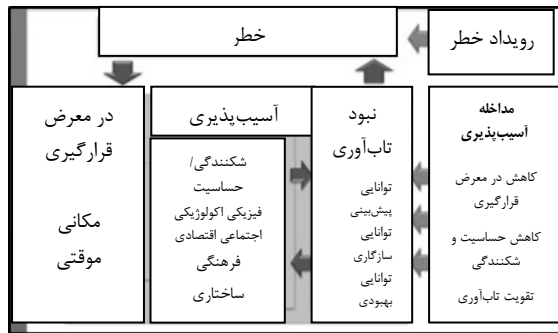 رویداد خطر
خطر
مداخله
آسیب‌پذیری
کاهش در معرض
قرارگیری
کاهش حساسیت و
شکنندگی
تقویت تاب‌آوری
نبود
تاب‌آوری
توانایی
پیش‌بینی
توانایی
سازگاری
توانایی
بهبودی
آسیب‌پذیری
شکنندگی/
حساسیت
فیزیکی اکولوژیکی
اجتماعی اقتصادی
فرهنگی
ساختاری
در معرض
قرارگیری
مکانی
موقتی